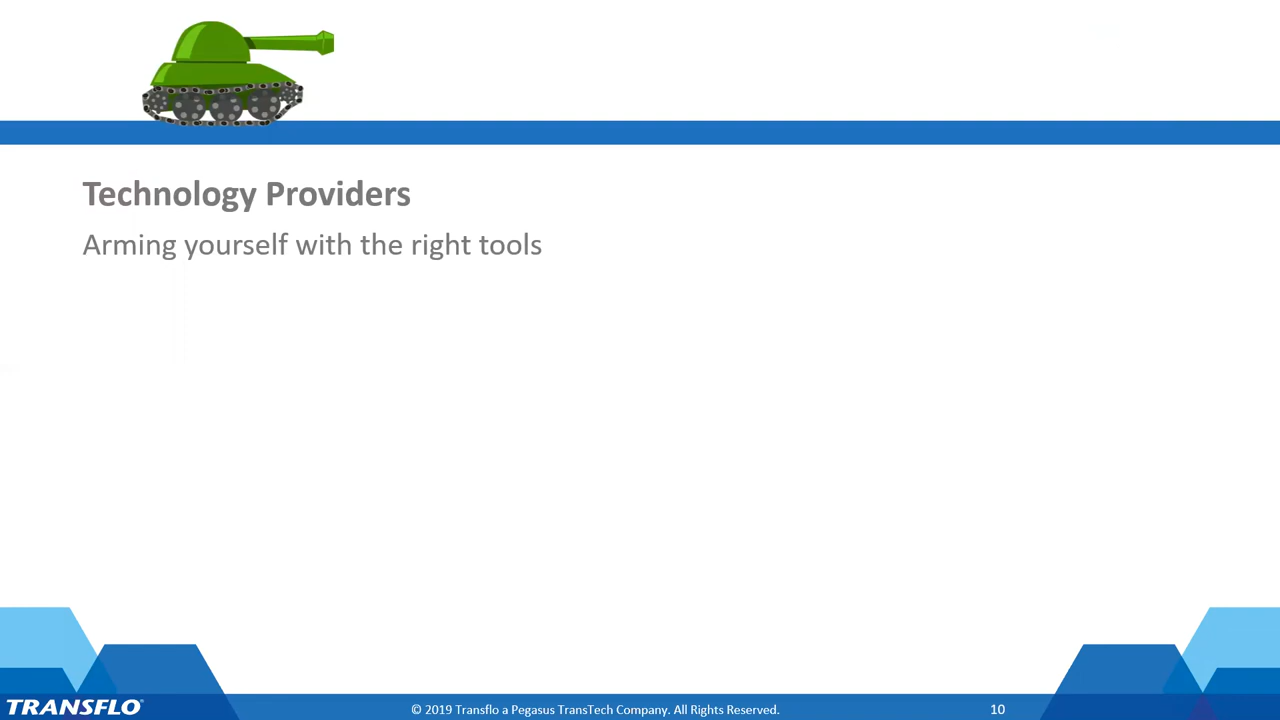 Technology Providers
Arming yourself with the right tools
TRANSFLO®
© 2019 Transflo a Pegasus TransTech Company. All Rights Reserved.
10